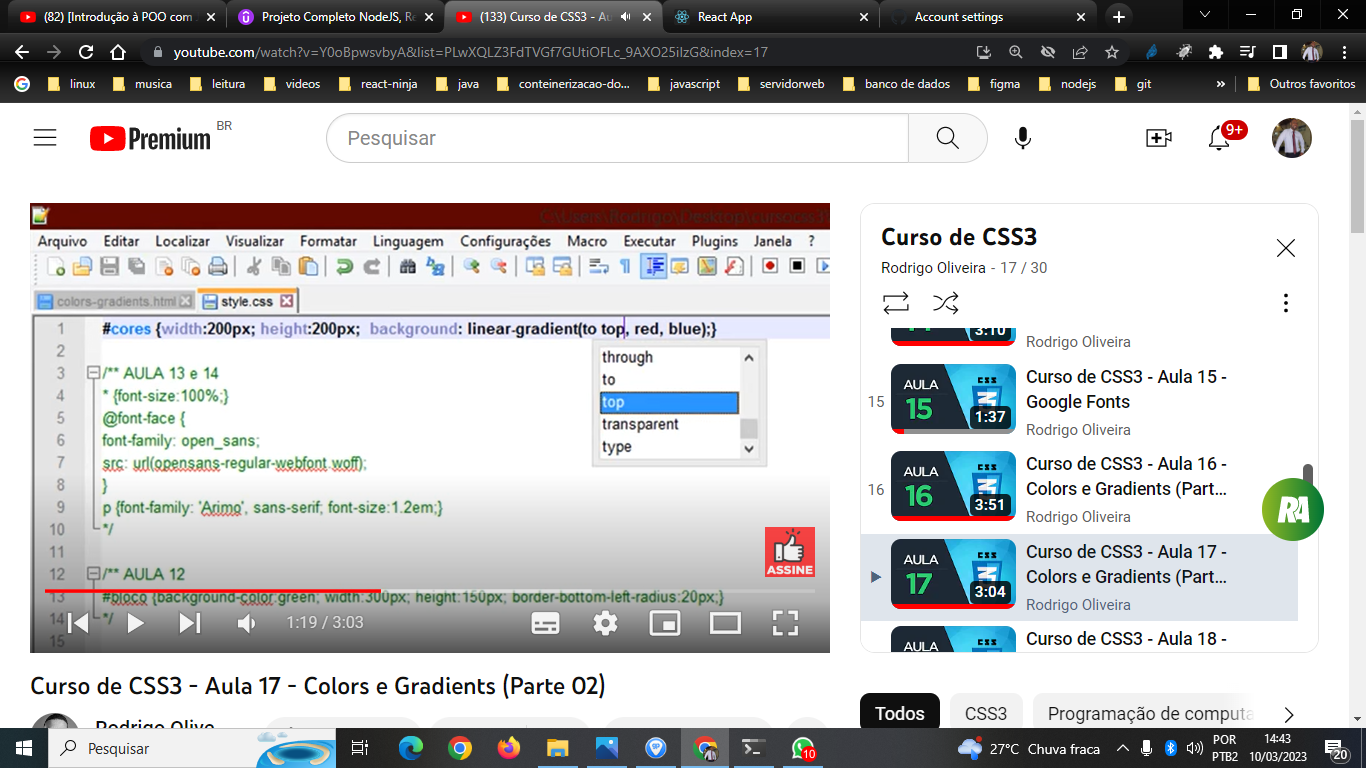 (82) [Introdução à POO com
Projeto Completo NodeJS, Re
(133) Curso de CSS3 - Au
React App
Account settings
youtube.com/watch?v=Y0oBpwsvbyA&list=PLwXQLZ3FdTVGf7GUtiOFLc_9AXO25iIzG&index=17
linux
musica
leitura
videos
react-ninja
java
conteinerizacao-do...
javascript
servidorweb
banco de dados
figma
nodejs
git
»
Outros favoritos
Premium BR
Pesquisar
9+
C:\Users\Rodrigo\Desktop\cursocss3
Arquivo Editar Localizar Visualizar Formatar Linguagem Configurações Macro Executar Plugins Janela ?
colors-gradients.html style.css
1 #cores {width:200px; height:200px; background: linear-gradient(to top, red, blue);}
2
3 /** AULA 13 e 14
4 * {font-size:100%;}
5 @font-face {
6 font-family: open_sans;
7 src: url(opensans-regular-webfont.woff);
8 }
9 p {font-family: 'Arimo', sans-serif; font-size:1.2em;}
10 */
11
12 /** AULA 12
13 #bloco {background-color:green; width:300px; height:150px; border-bottom-left-radius:20px;}
14 */
15
through
to
top
transparent
type
ASSINE
1:19 / 3:03
Curso de CSS3 - Aula 17 - Colors e Gradients (Parte 02)
Rodrigo Olive
Curso de CSS3
Rodrigo Oliveira - 17 / 30
3:10
Rodrigo Oliveira
15
AULA
15
CSS
1:37
Curso de CSS3 - Aula 15 -
Google Fonts
Rodrigo Oliveira
16
AULA
16
CSS
3:51
Curso de CSS3 - Aula 16 -
Colors e Gradients (Part...
Rodrigo Oliveira
RA
AULA
17
CSS
3:04
Curso de CSS3 - Aula 17 -
Colors e Gradients (Part...
Rodrigo Oliveira
AULA
CSS
Curso de CSS3 - Aula 18 -
Todos
CSS3
Programação de computa
Pesquisar
10
27°C Chuva fraca
POR
PTB2
14:43
10/03/2023
20